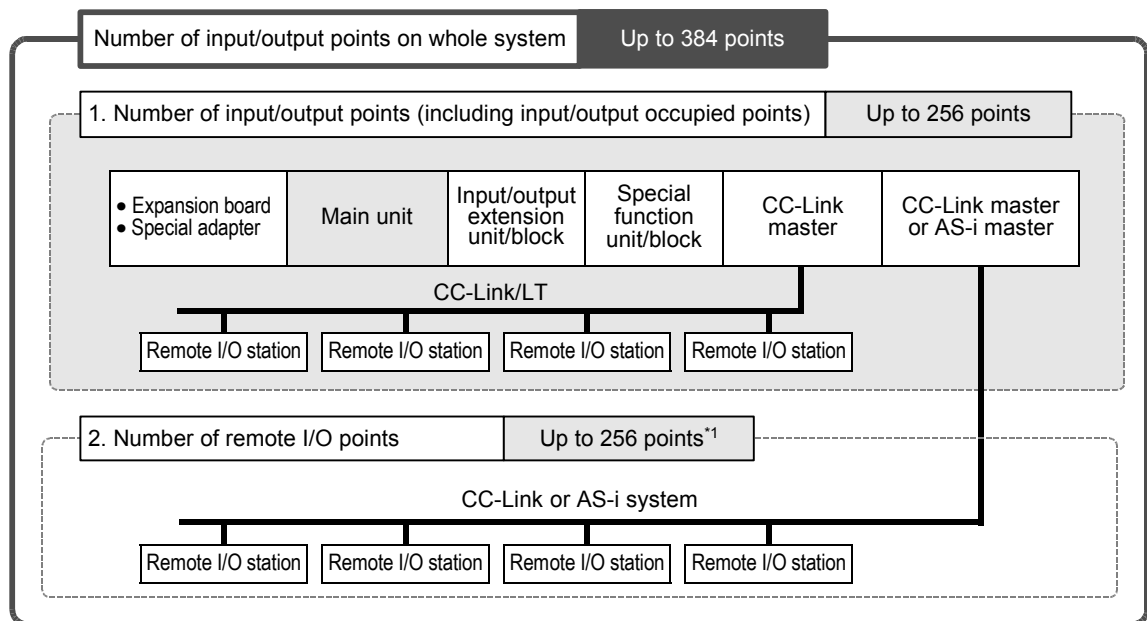 Number of input/output points on whole system Up to 384 points
1. Number of input/output points (including input/output occupied points) Up to 256 points
• Expansion board
• Special adapter
Main unit
Input/output
extension
unit/block
Special
function
unit/block
CC-Link
master
CC-Link master
or AS-i master
CC-Link/LT
Remote I/O station Remote I/O station Remote I/O station Remote I/O station
2. Number of remote I/O points Up to 256 points*1
CC-Link or AS-i system
Remote I/O station Remote I/O station Remote I/O station Remote I/O station